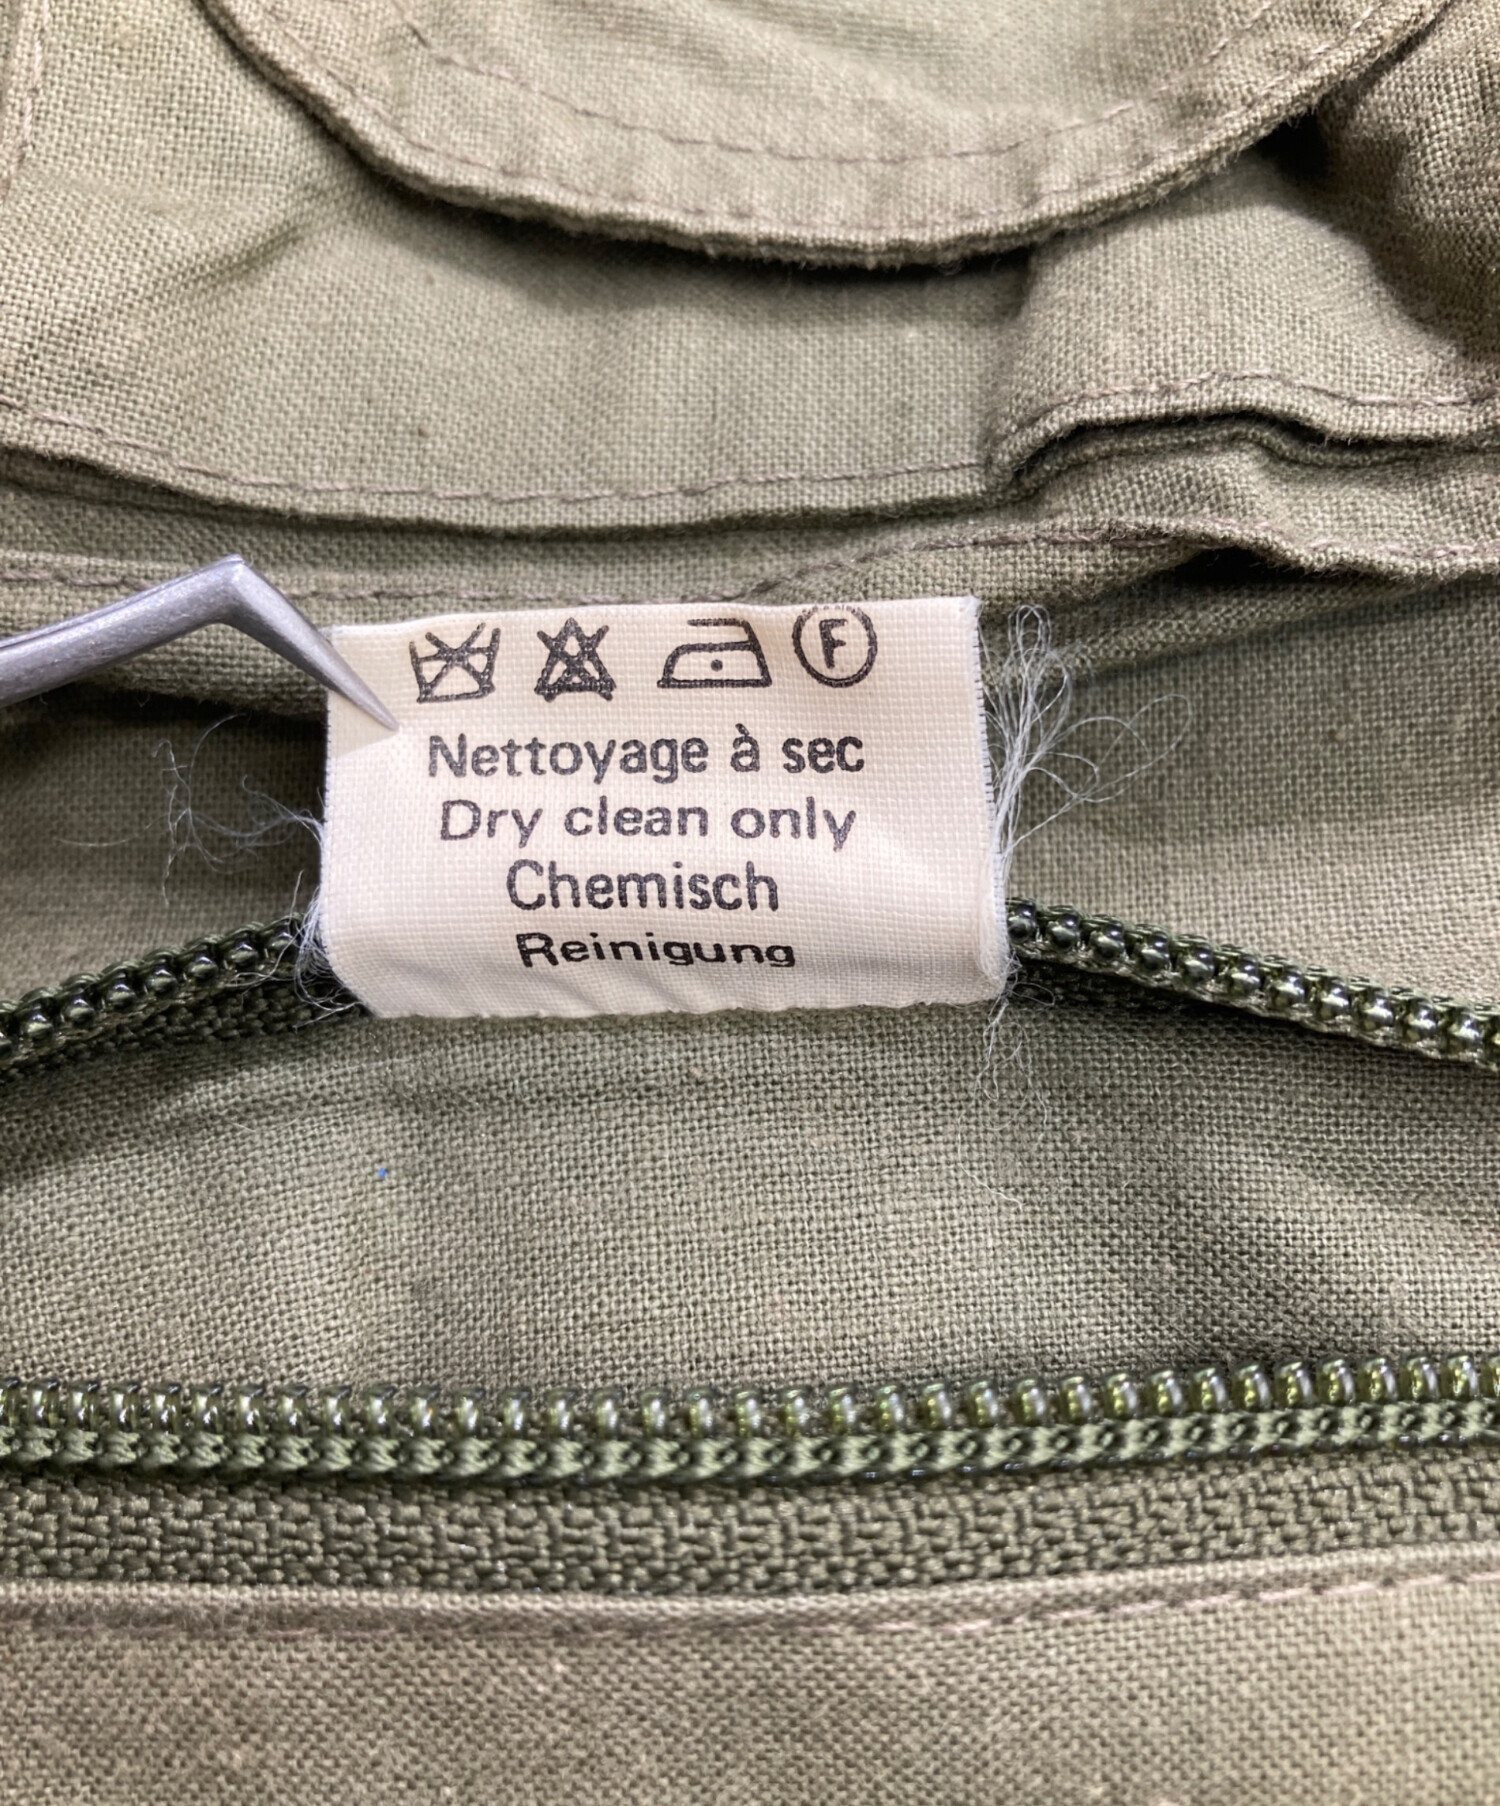 F
Nettoyage à sec
Dry clean only
Chemisch
Reinigung